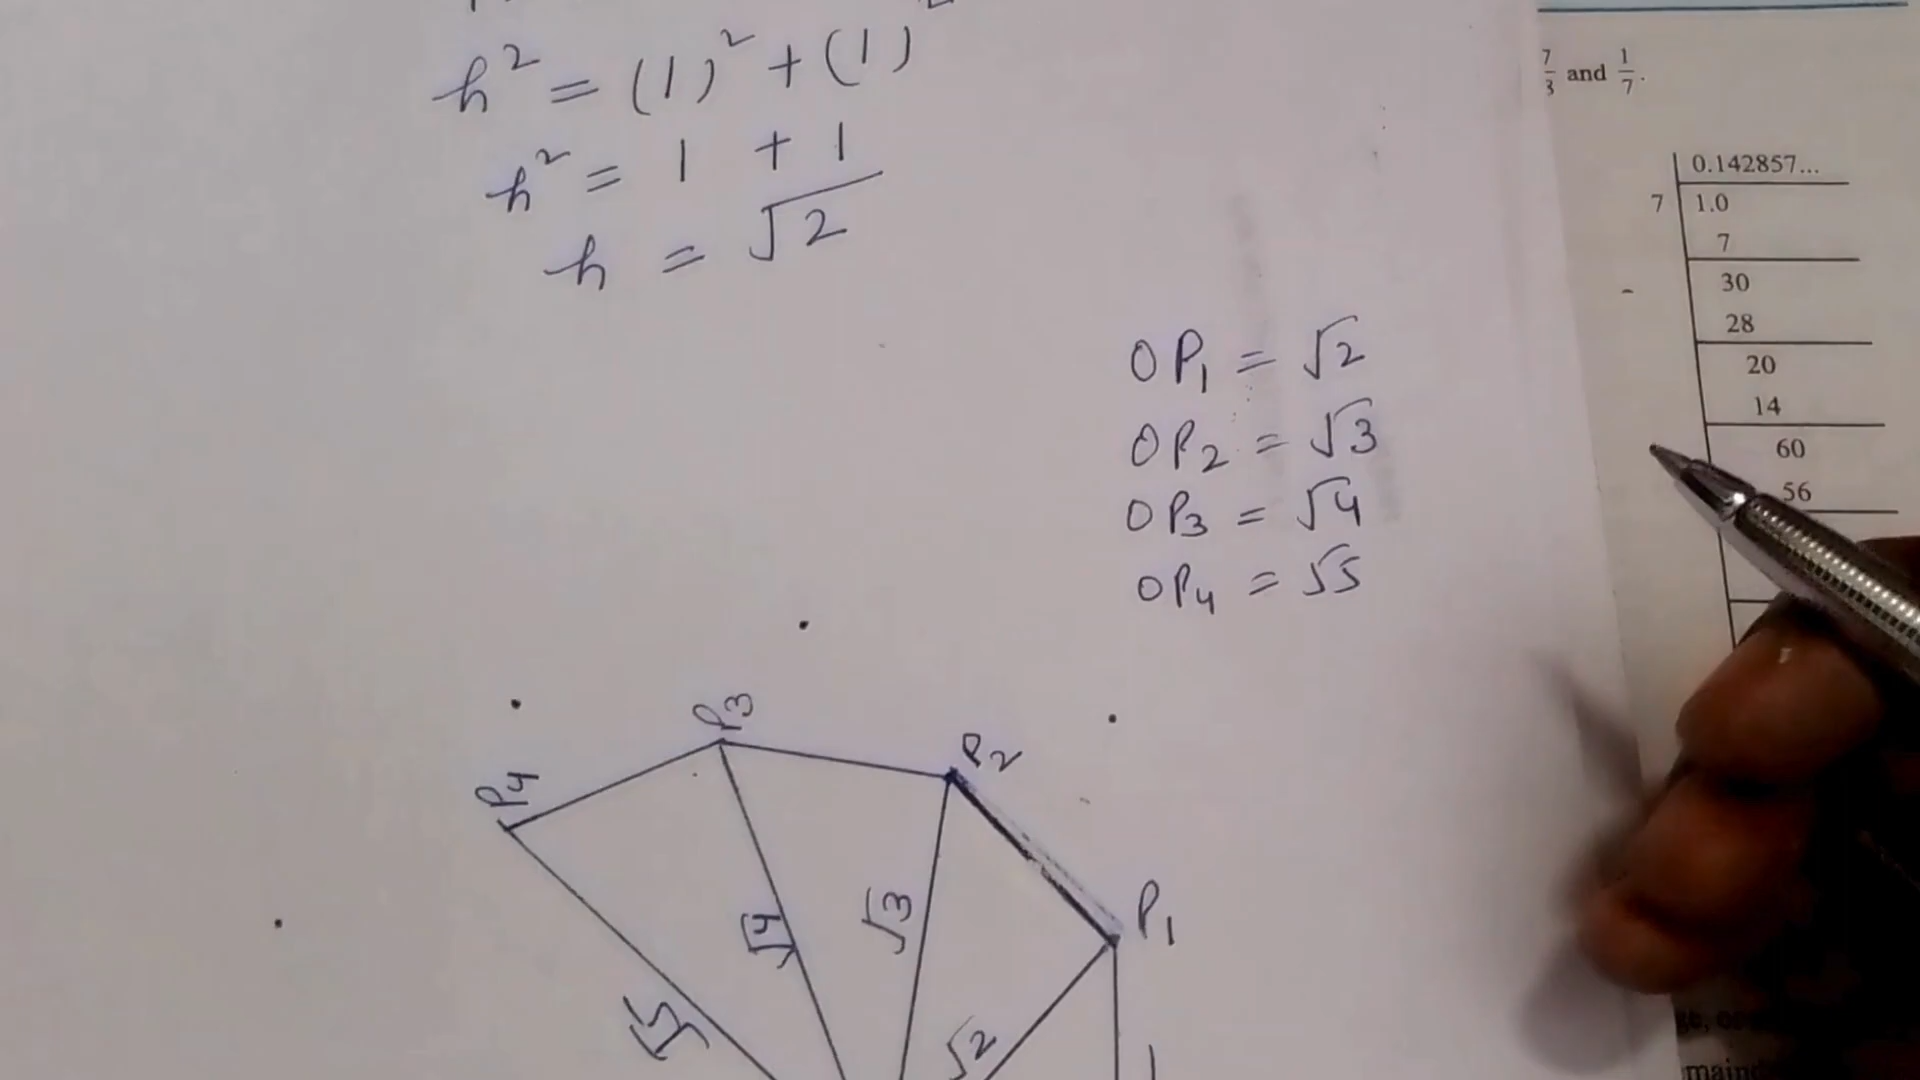 h² = (1)² + (1)²
h² = 1 + 1
h = √2
OP₁ = √2
OP₂ = √3
OP₃ = √4
OP₄ = √5
P₃
P₂
P₄
P₁
√4
√3
√5
√2
1
7/3 and 1/7.
0.142857...
7 1.0
7
30
28
20
14
60
56